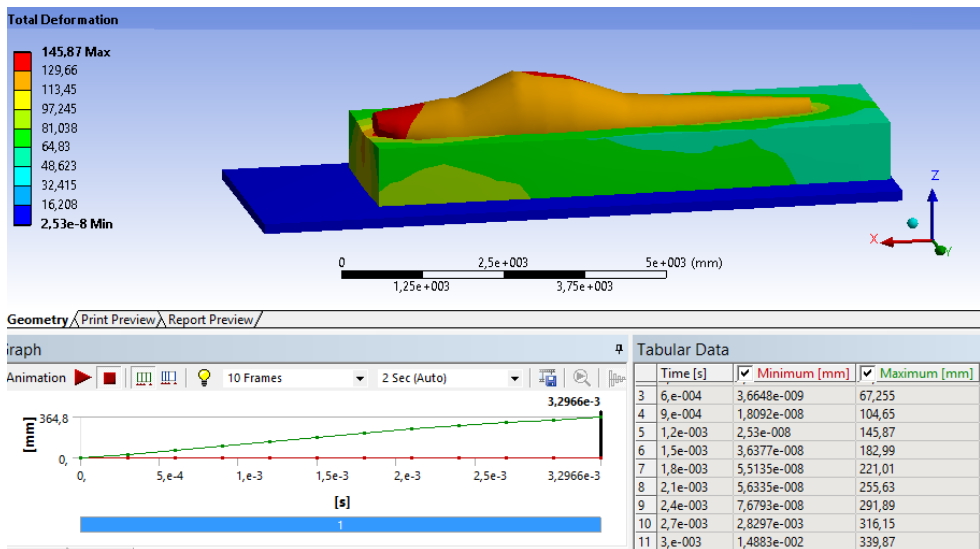 Total Deformation
145,87 Max
129,66
113,45
97,245
81,038
64,83
48,623
32,415
16,208
2,53e-8 Min
Z
X
Y
0 2,5e+003 5e+003 (mm)
1,25e+003 3,75e+003
Geometry Print Preview Report Preview
Graph
Animation 10 Frames 2 Sec (Auto)
3,2966e-3
[mm]
364,8
0,
0, 5,e-4 1,e-3 1,5e-3 2,e-3 2,5e-3 3,2966e-3
[s]
1
Tabular Data
Time [s] Minimum [mm] Maximum [mm]
3 6,e-004 3,6648e-009 67,255
4 9,e-004 1,8092e-008 104,65
5 1,2e-003 2,53e-008 145,87
6 1,5e-003 3,6377e-008 182,99
7 1,8e-003 5,5135e-008 221,01
8 2,1e-003 5,6335e-008 255,63
9 2,4e-003 7,6793e-008 291,89
10 2,7e-003 2,8297e-003 316,15
11 3,e-003 1,4883e-002 339,87